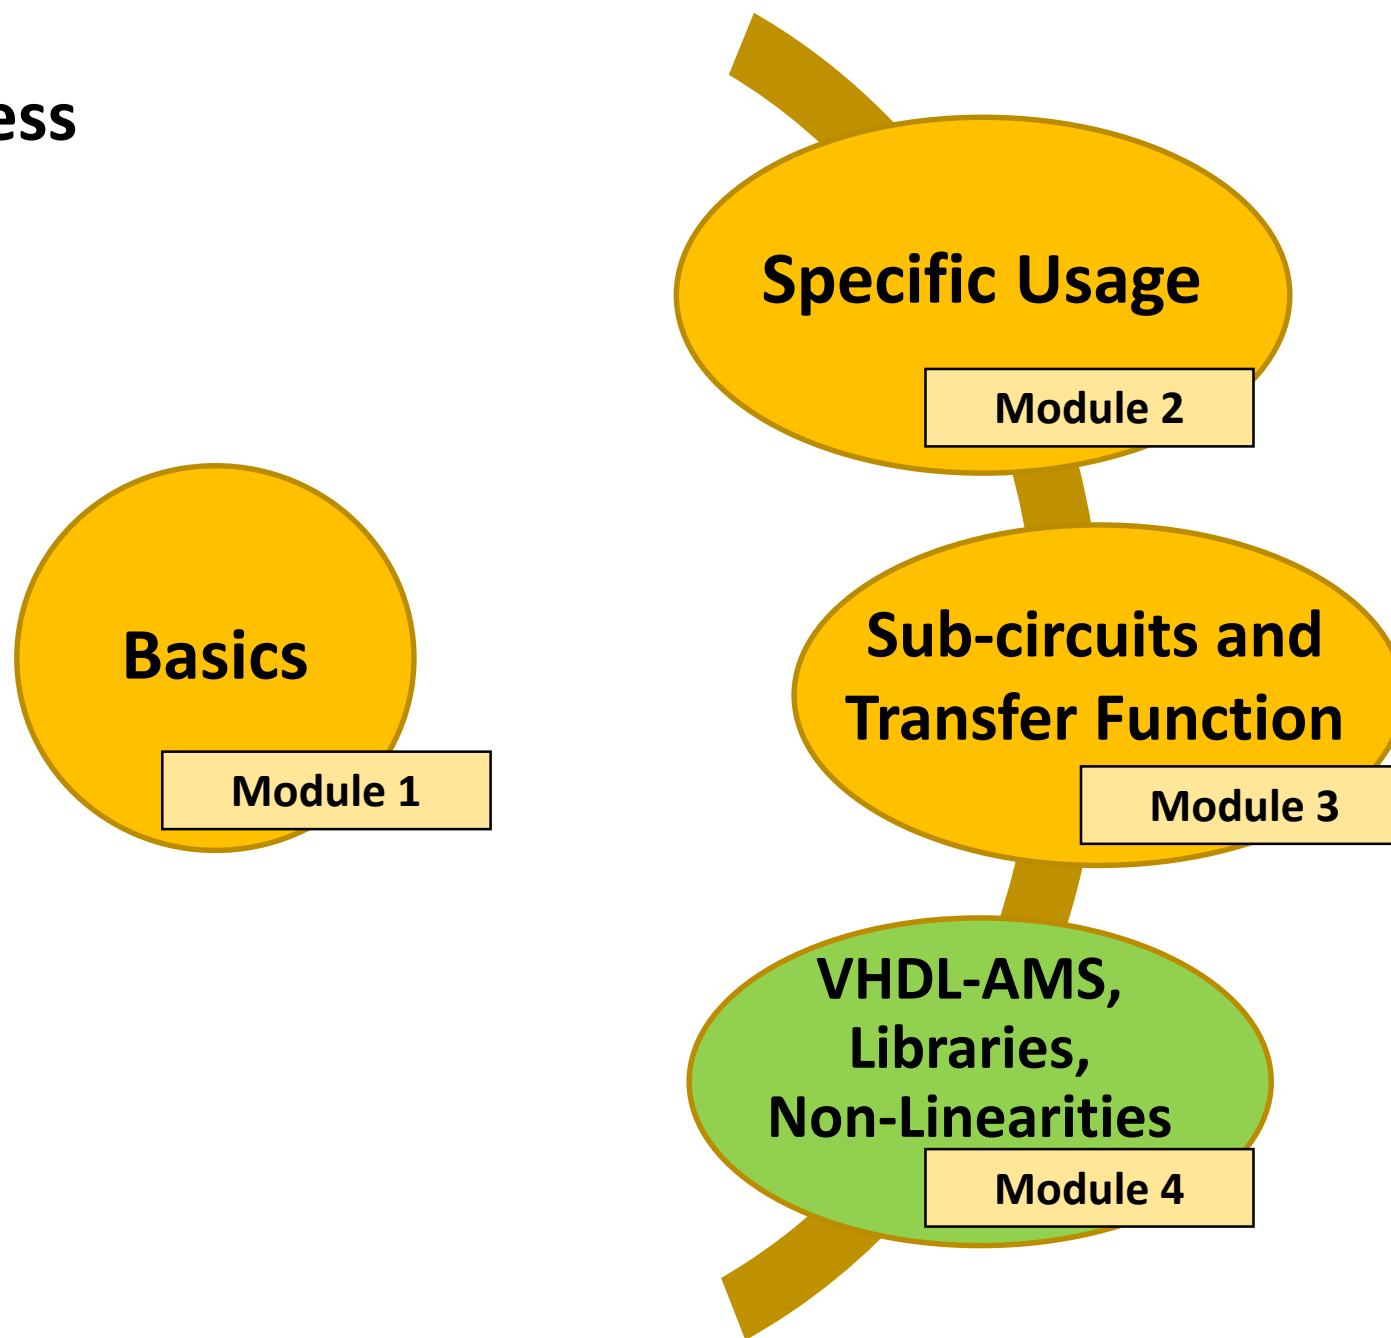 ess
Specific Usage
Module 2
Basics
Module 1
Sub-circuits and
Transfer Function
Module 3
VHDL-AMS,
Libraries,
Non-Linearities
Module 4